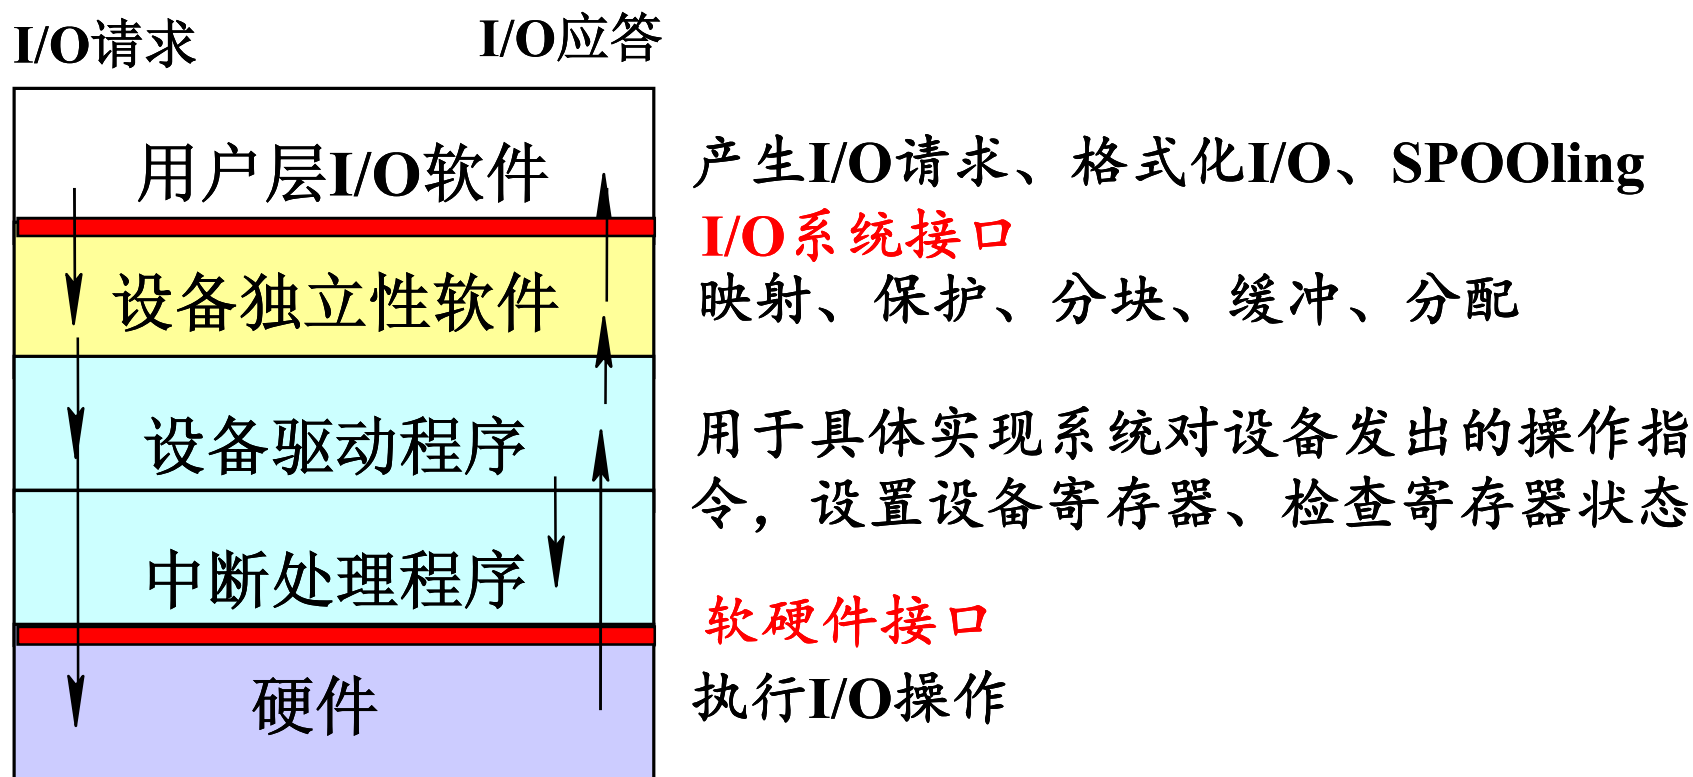 I/O请求
I/O应答
用户层I/O软件
产生I/O请求、格式化I/O、SPOOling
I/O系统接口
设备独立性软件
映射、保护、分块、缓冲、分配
设备驱动程序
用于具体实现系统对设备发出的操作指
令，设置设备寄存器、检查寄存器状态
中断处理程序
软硬件接口
硬件
执行I/O操作